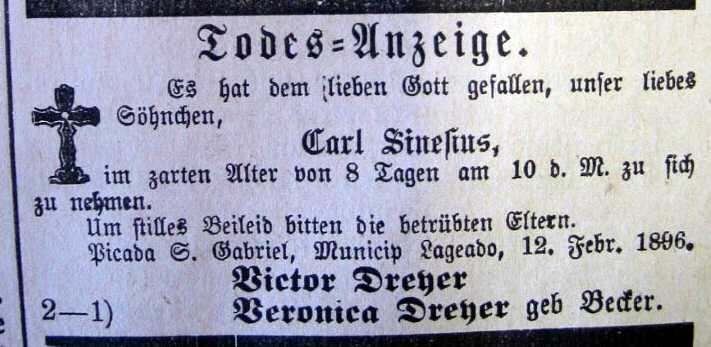 Todes-Anzeige.
Es hat dem lieben Gott gefallen, unser liebes
Söhnchen,
Carl Sinesius,
im zarten Alter von 8 Tagen am 10 d. M. zu sich
zu nehmen.
Um stilles Beileid bitten die betrübten Eltern.
Picada S. Gabriel, Municip Lageado, 12. Febr. 1896.
Victor Dreyer
2—1) Veronica Dreyer geb Becker.